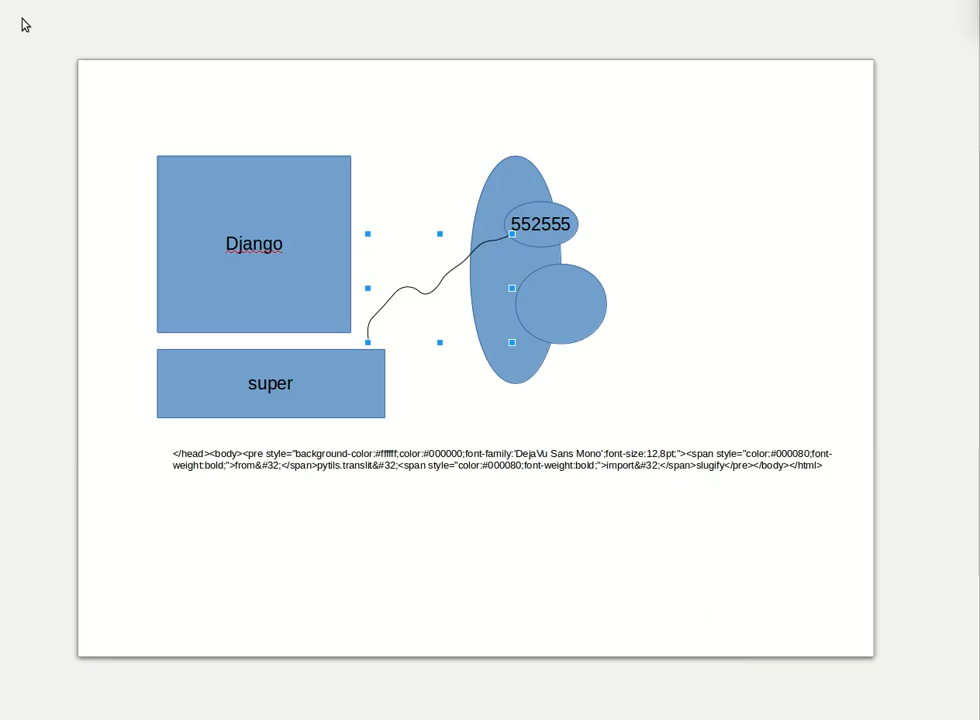 552555
Django
super
</head><body><pre style="background-color:#ffffff;color:#000000;font-family:'DejaVu Sans Mono';font-size:12,8pt;"><span style="color:#000080;font-
weight:bold;">from&#32;</span>pytils.translit&#32;<span style="color:#000080;font-weight:bold;">import&#32;</span>slugify</pre></body></html>